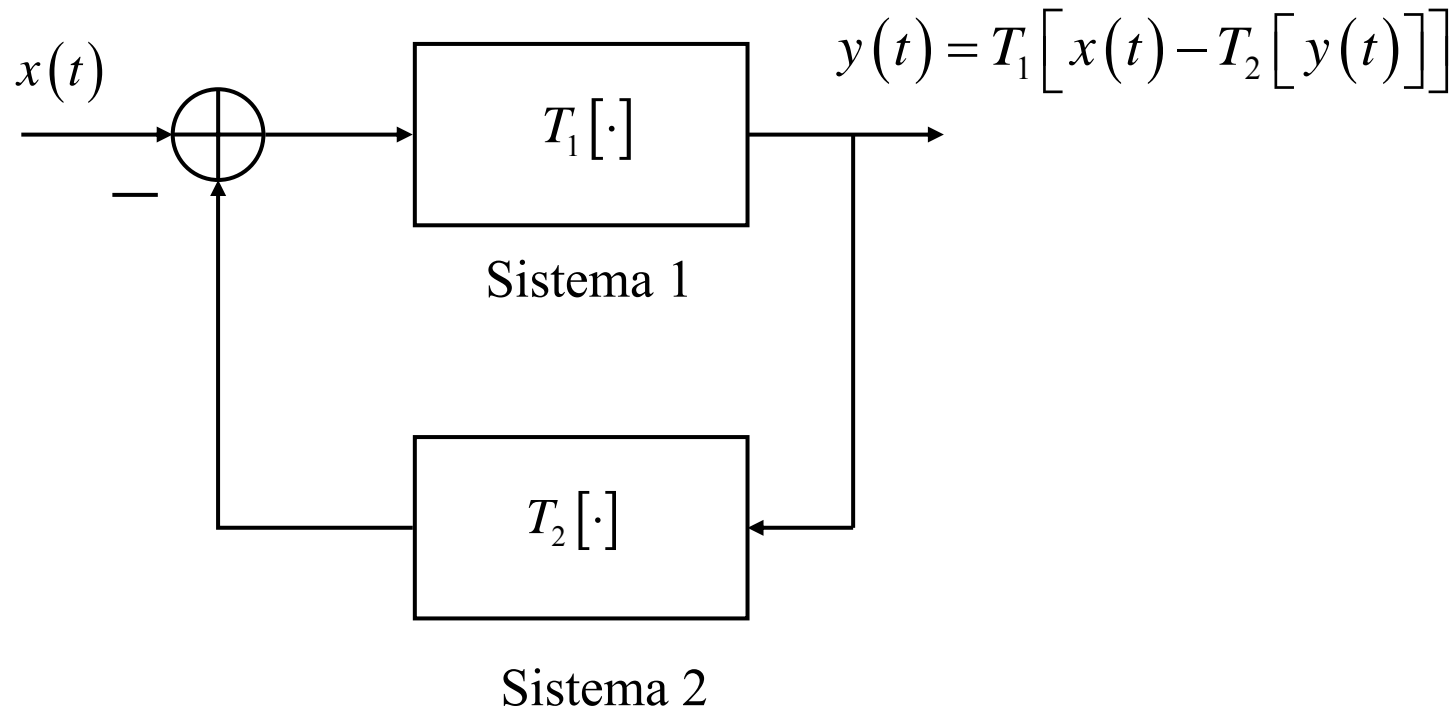 x(t)
y(t) = T₁[x(t) − T₂[y(t)]]
T₁[·]
−
Sistema 1
T₂[·]
Sistema 2